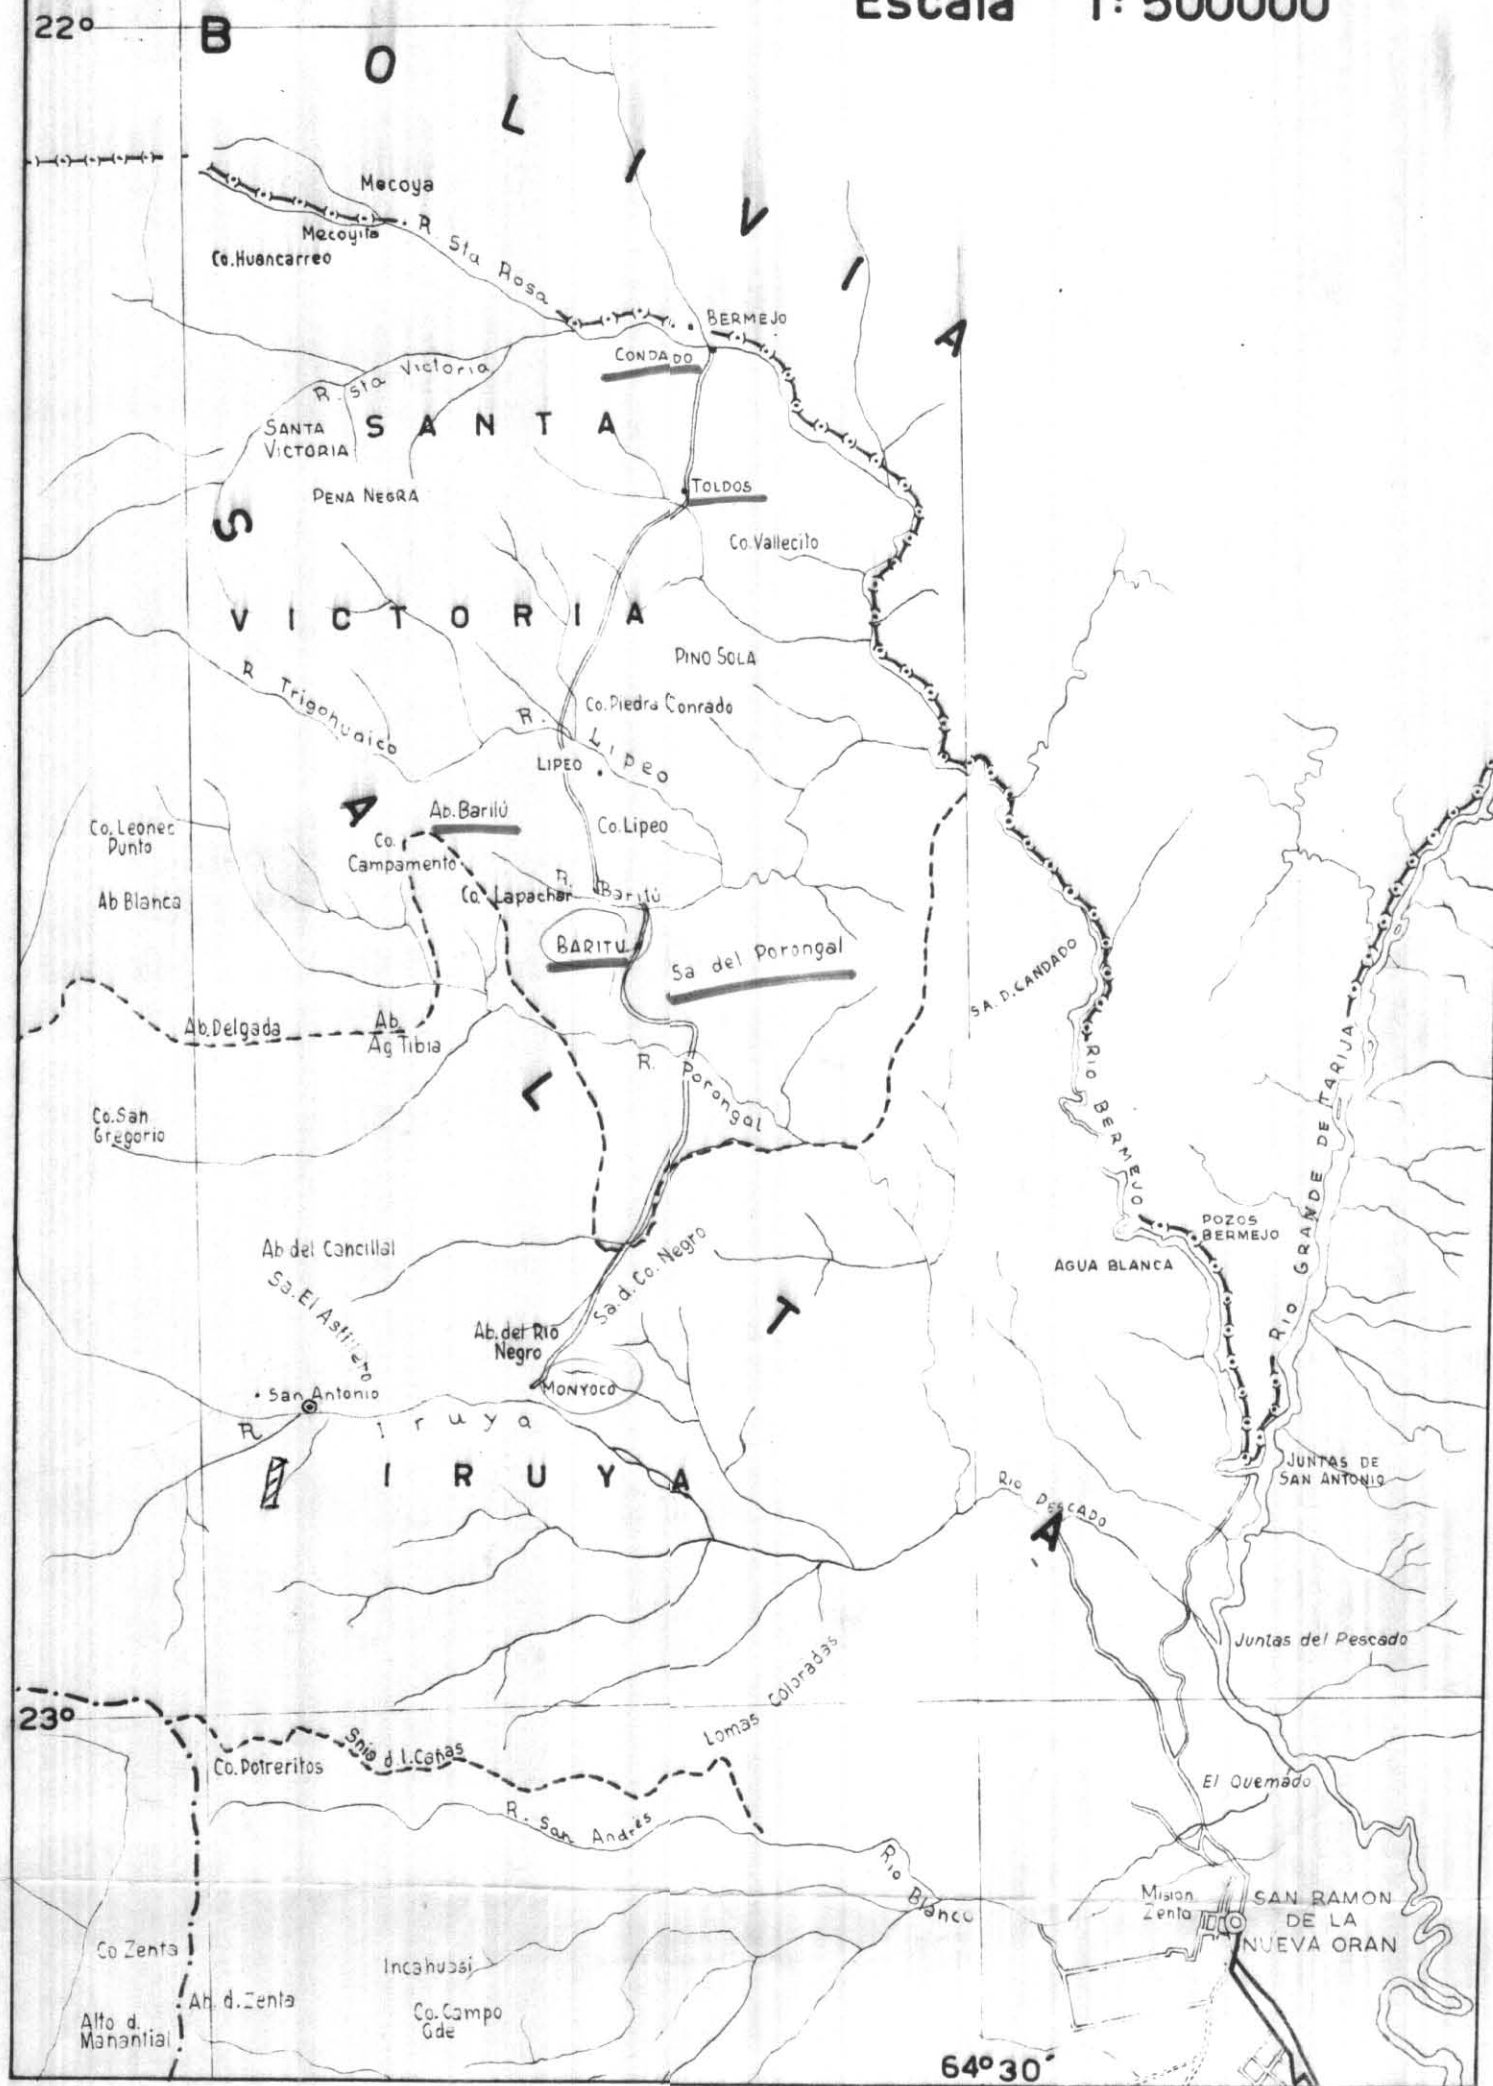 Escala 1:500000
22°
B O L I V I A
Mecoya
Mecoyita
R. Sta Rosa
Co. Huancarreo
BERMEJO
CONDADO
R. Sta Victoria
SANTA
VICTORIA
S A N T A
PENA NEGRA
TOLDOS
S A L T A
Co. Vallecito
V I C T O R I A
PINO SOLA
R Trigohuaico
Co. Piedra Conrado
R. Lipeo
LIPEO
Ab. Barilú
Co. Leonec
Punto
Co.
Campamento
Co. Lipeo
Ab Blanca
Co. Lapachar
R. Baritú
BARITU
Sa del Porongal
SA. D. CANDADO
Ab. Delgada
Ab.
Ag Tibia
R. Porongal
RIO BERMEJO
RIO GRANDE DE TARIJA
Co. San
Gregorio
POZOS
BERMEJO
Ab del Cancillal
AGUA BLANCA
Sa. El Astillero
Sa. d. Co. Negro
Ab. del Rio
Negro
MONYOCO
San Antonio
R Iruya
I R U Y A
JUNTAS DE
SAN ANTONIO
RIO PESCADO
Juntas del Pescado
Lomas Coloradas
23°
Snia d l. Cañas
Co. Potreritos
El Quemado
R. San Andrés
Rio Blanco
Mision
Zenta
SAN RAMON
DE LA
NUEVA ORAN
Co Zenta
Incahuasi
Ab. d. Zenta
Alto d.
Manantial
Co. Campo
Gde
64°30'